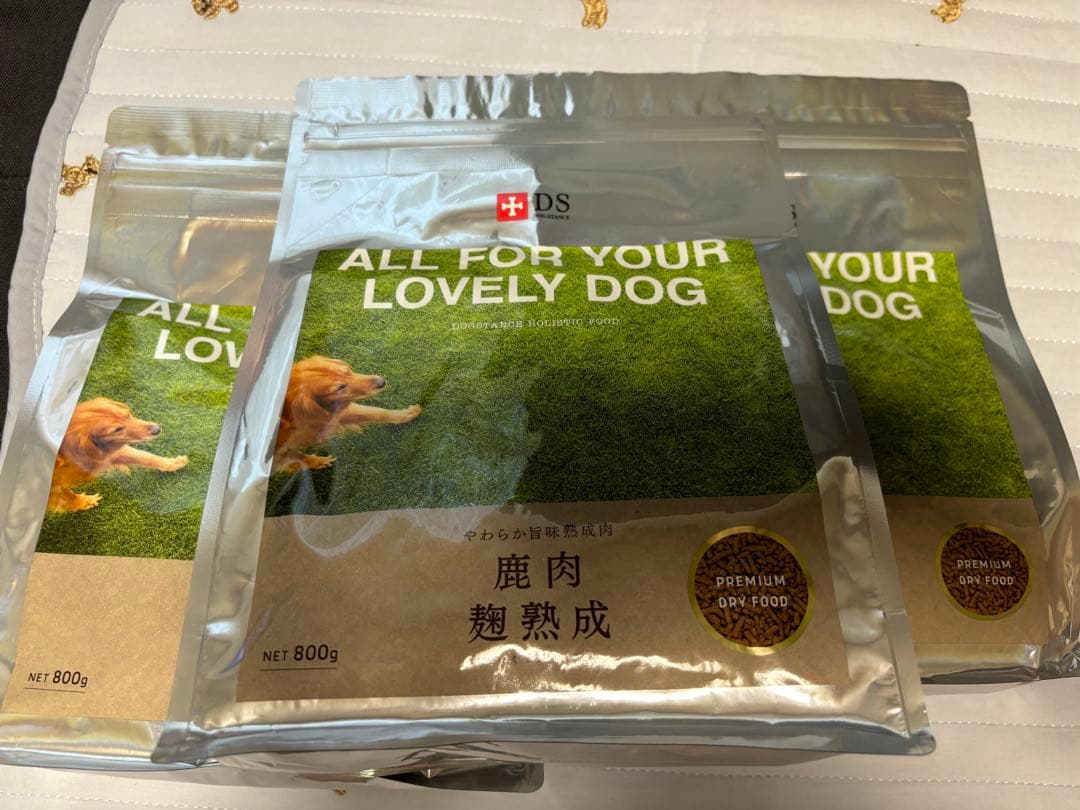 DS
DOG STANCE
ALL FOR YOUR
LOVELY DOG
DOGSTANCE HOLISTIC FOOD
やわらか旨味熟成肉
鹿肉
麹熟成
PREMIUM
DRY FOOD
NET 800g
ALL
LOV
NET 800g
YOUR
DOG
PREMIUM
DRY FOOD